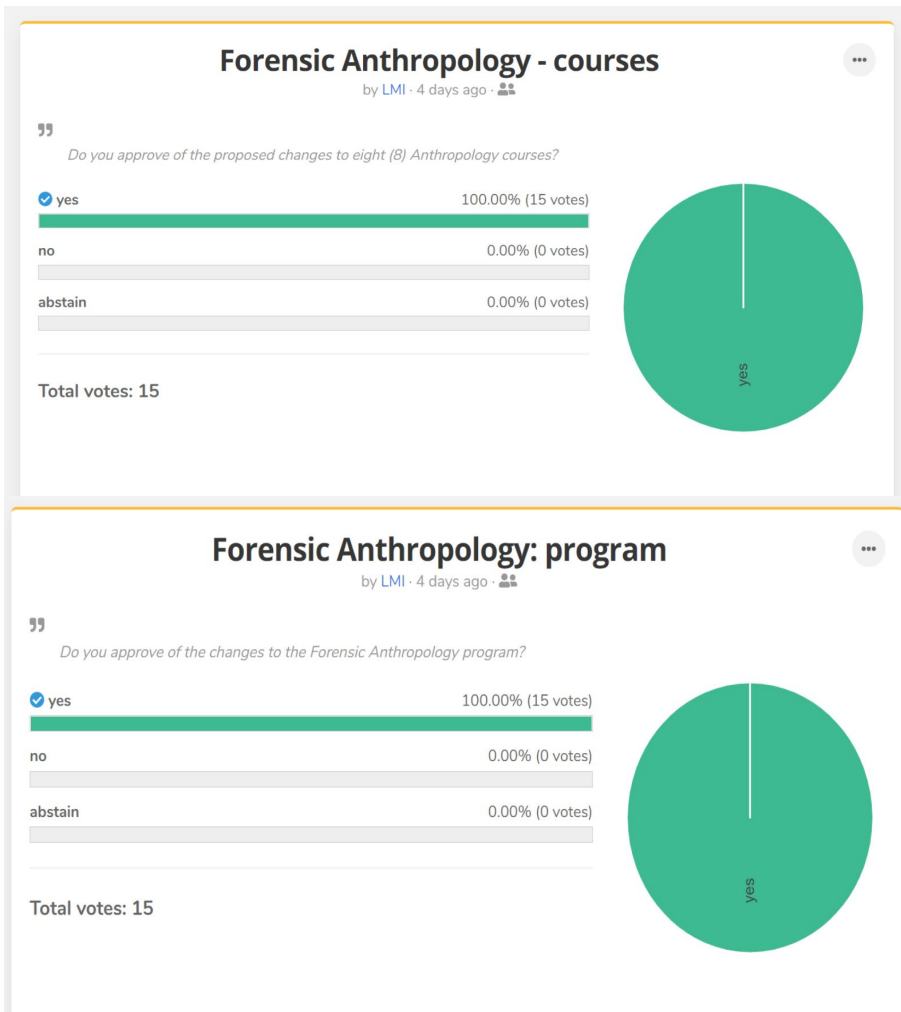 Forensic Anthropology - courses
by LMI · 4 days ago ·
Do you approve of the proposed changes to eight (8) Anthropology courses?
yes 100.00% (15 votes)
no 0.00% (0 votes)
abstain 0.00% (0 votes)
yes
Total votes: 15
Forensic Anthropology: program
by LMI · 4 days ago ·
Do you approve of the changes to the Forensic Anthropology program?
yes 100.00% (15 votes)
no 0.00% (0 votes)
abstain 0.00% (0 votes)
yes
Total votes: 15